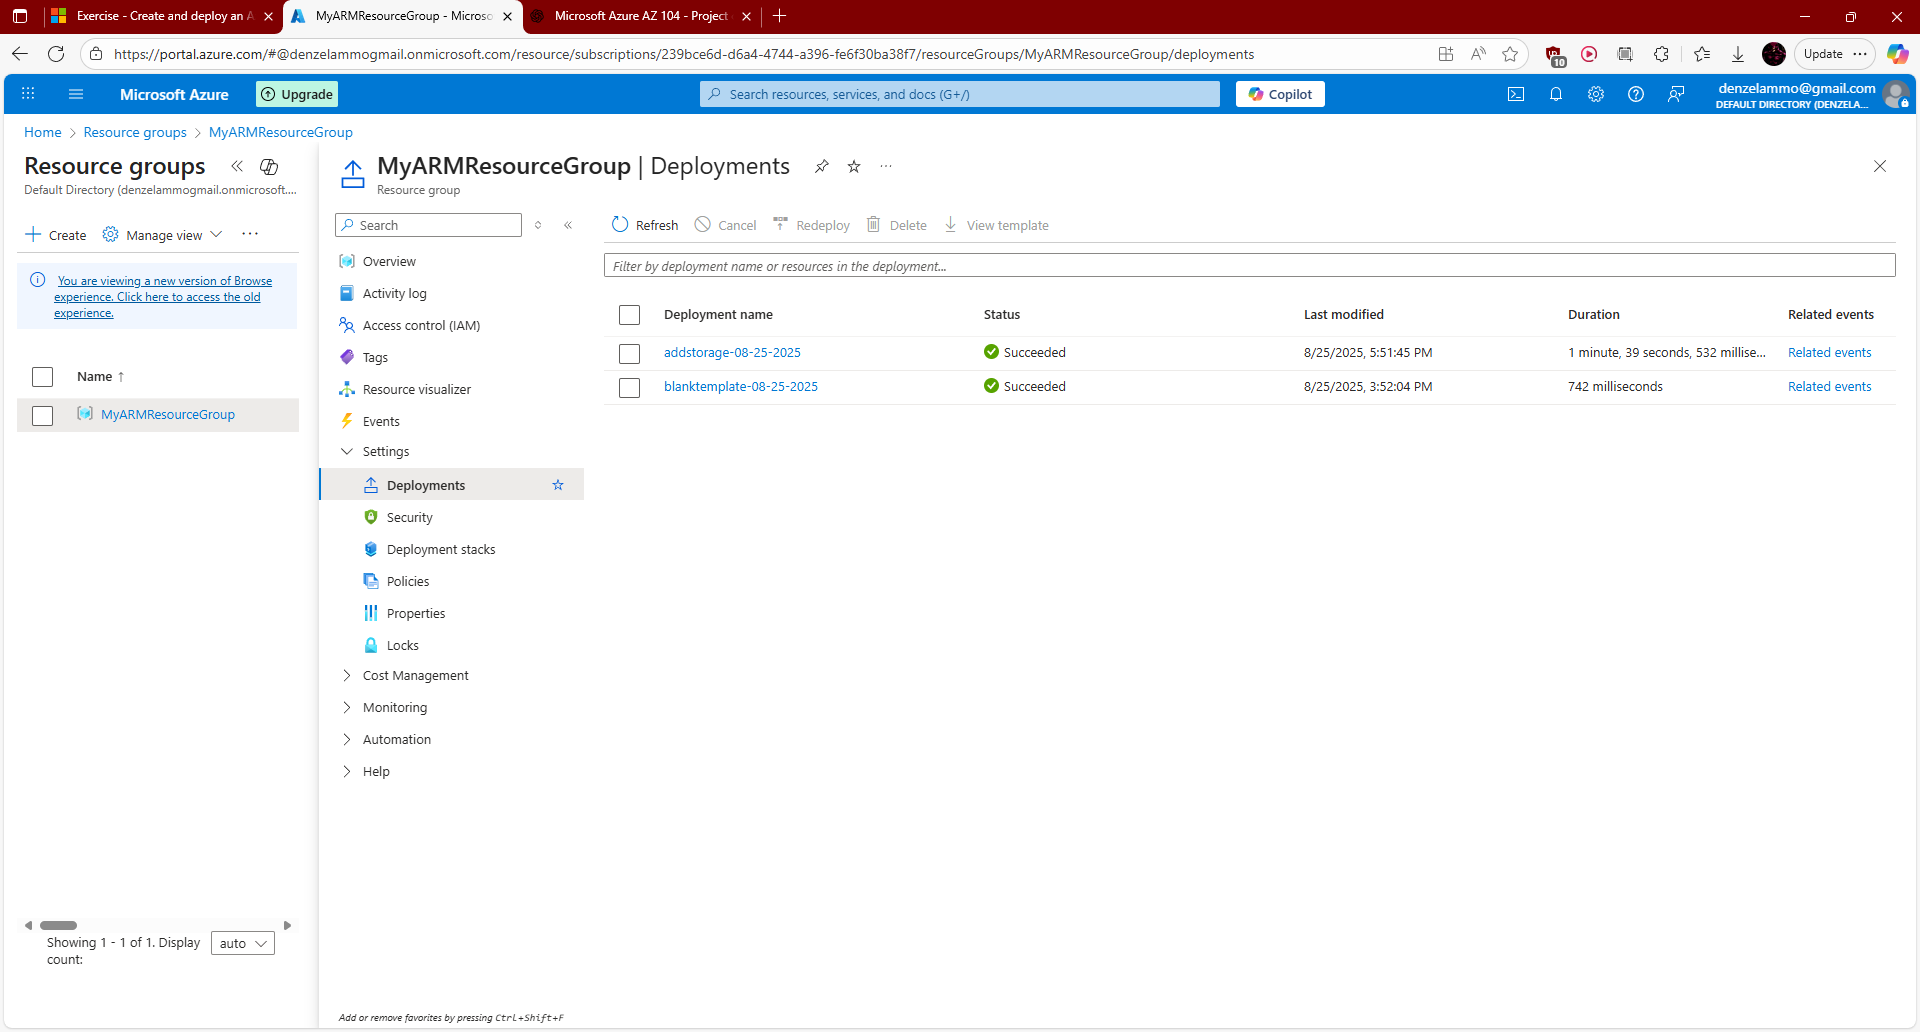 Exercise - Create and deploy an A
MyARMResourceGroup - Microso
Microsoft Azure AZ 104 - Project
https://portal.azure.com/#@denzelammogmail.onmicrosoft.com/resource/subscriptions/239bce6d-d6a4-4744-a396-fe6f30ba38f7/resourceGroups/MyARMResourceGroup/deployments
10
Update
Microsoft Azure
Upgrade
Search resources, services, and docs (G+/)
Copilot
denzelammo@gmail.com
DEFAULT DIRECTORY (DENZELA...
Home > Resource groups > MyARMResourceGroup
Resource groups
Default Directory (denzelammogmail.onmicrosoft....
Create
Manage view
You are viewing a new version of Browse
experience. Click here to access the old
experience.
Name ↑
MyARMResourceGroup
Showing 1 - 1 of 1. Display
count:
auto
MyARMResourceGroup | Deployments
Resource group
Search
Overview
Activity log
Access control (IAM)
Tags
Resource visualizer
Events
Settings
Deployments
Security
Deployment stacks
Policies
Properties
Locks
Cost Management
Monitoring
Automation
Help
Add or remove favorites by pressing Ctrl+Shift+F
Refresh
Cancel
Redeploy
Delete
View template
Filter by deployment name or resources in the deployment...
Deployment name Status Last modified Duration Related events
addstorage-08-25-2025 Succeeded 8/25/2025, 5:51:45 PM 1 minute, 39 seconds, 532 millise... Related events
blanktemplate-08-25-2025 Succeeded 8/25/2025, 3:52:04 PM 742 milliseconds Related events